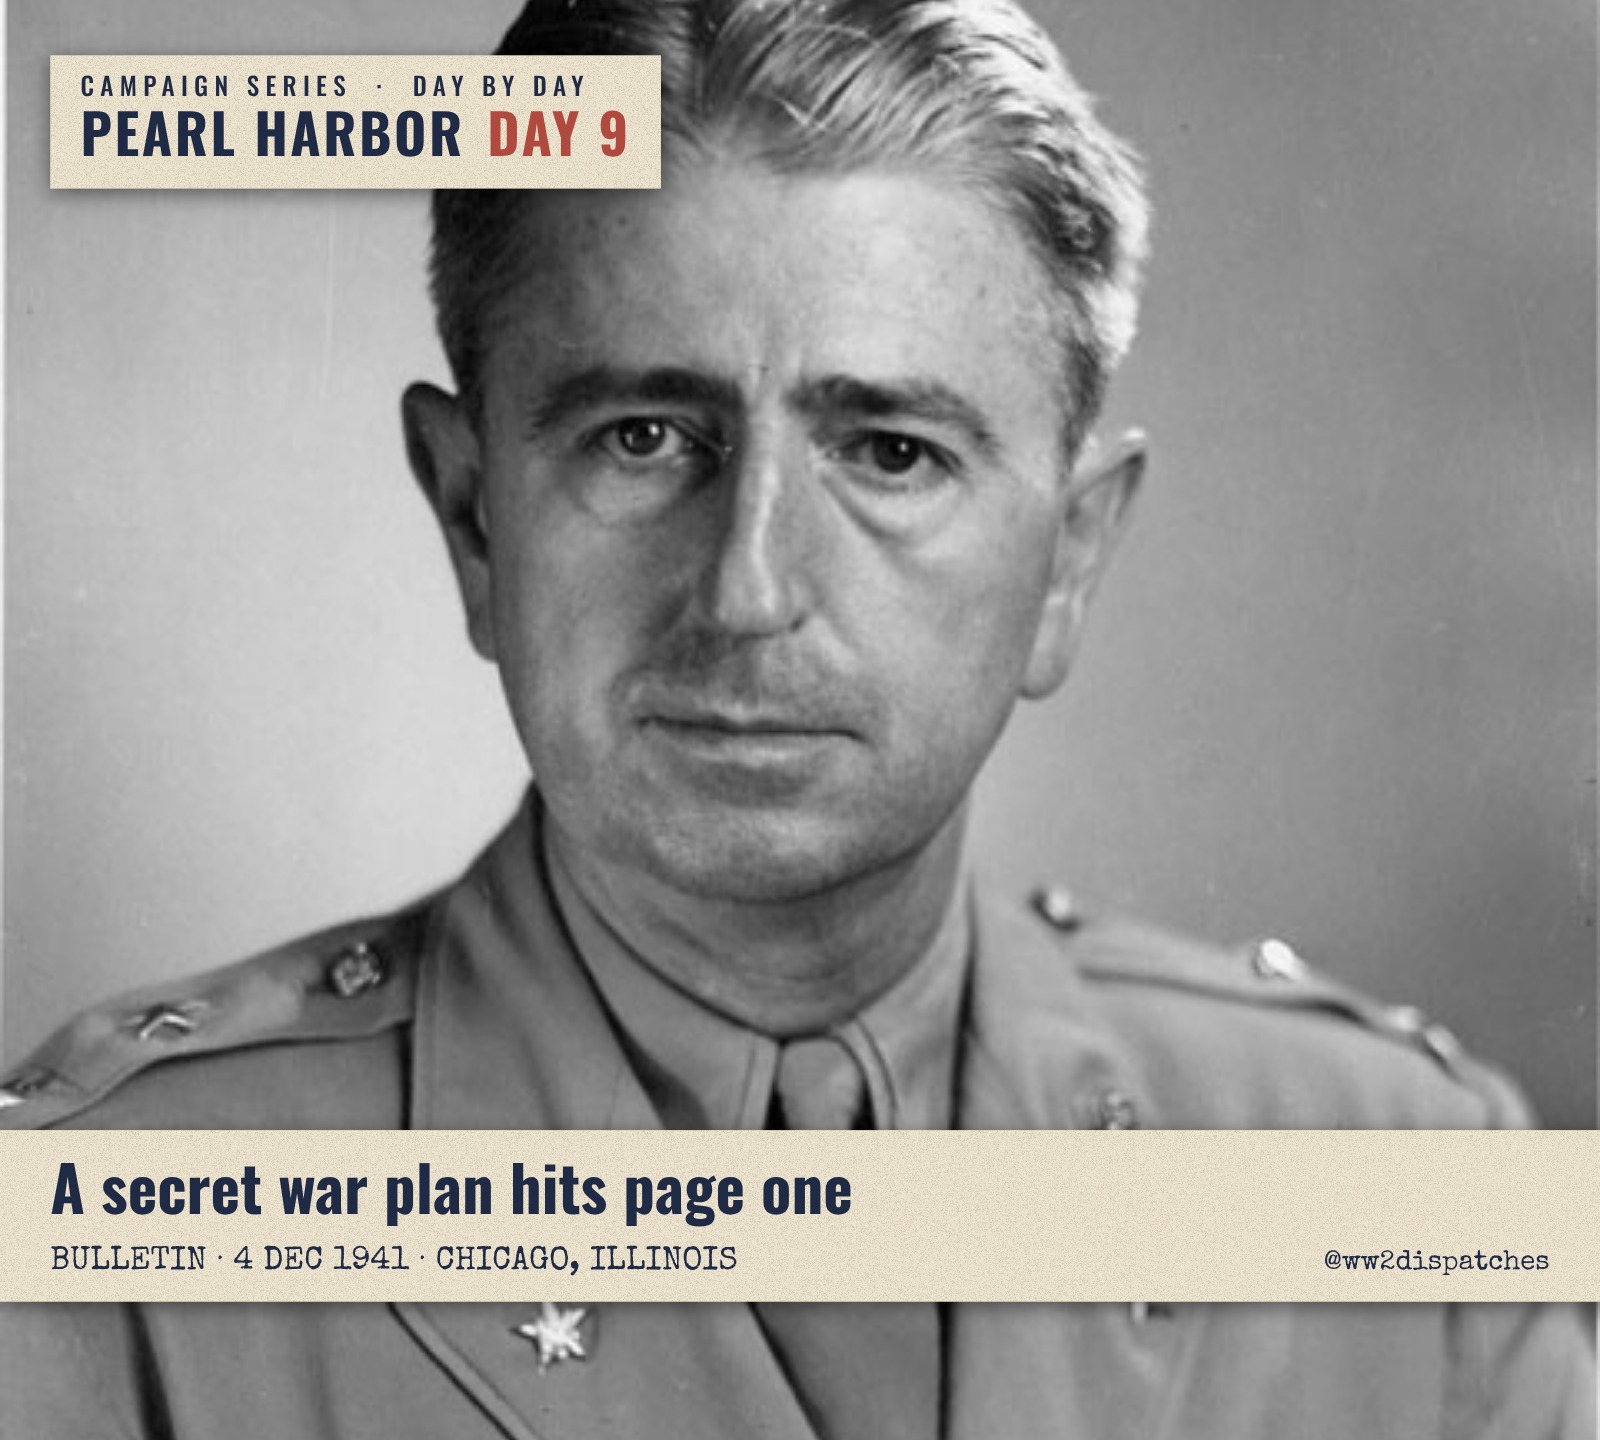 CAMPAIGN SERIES · DAY BY DAY
PEARL HARBOR DAY 9
A secret war plan hits page one
BULLETIN · 4 DEC 1941 · CHICAGO, ILLINOIS
@ww2dispatches